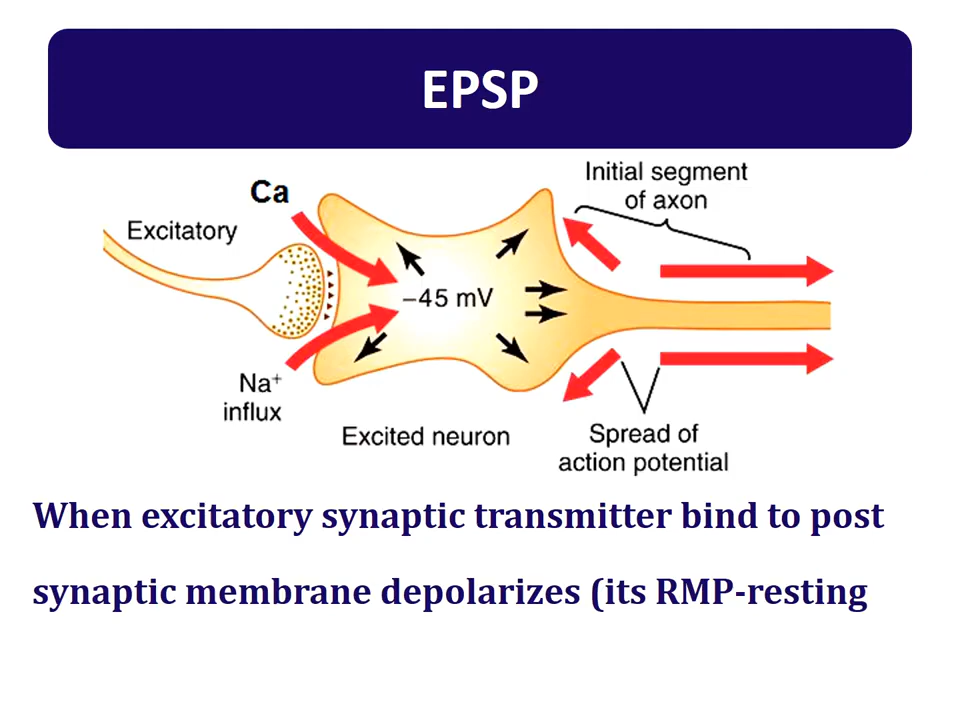 EPSP
Initial segment
of axon
Ca
Excitatory
–45 mV
Na⁺
influx
Excited neuron
Spread of
action potential
When excitatory synaptic transmitter bind to post
synaptic membrane depolarizes (its RMP-resting